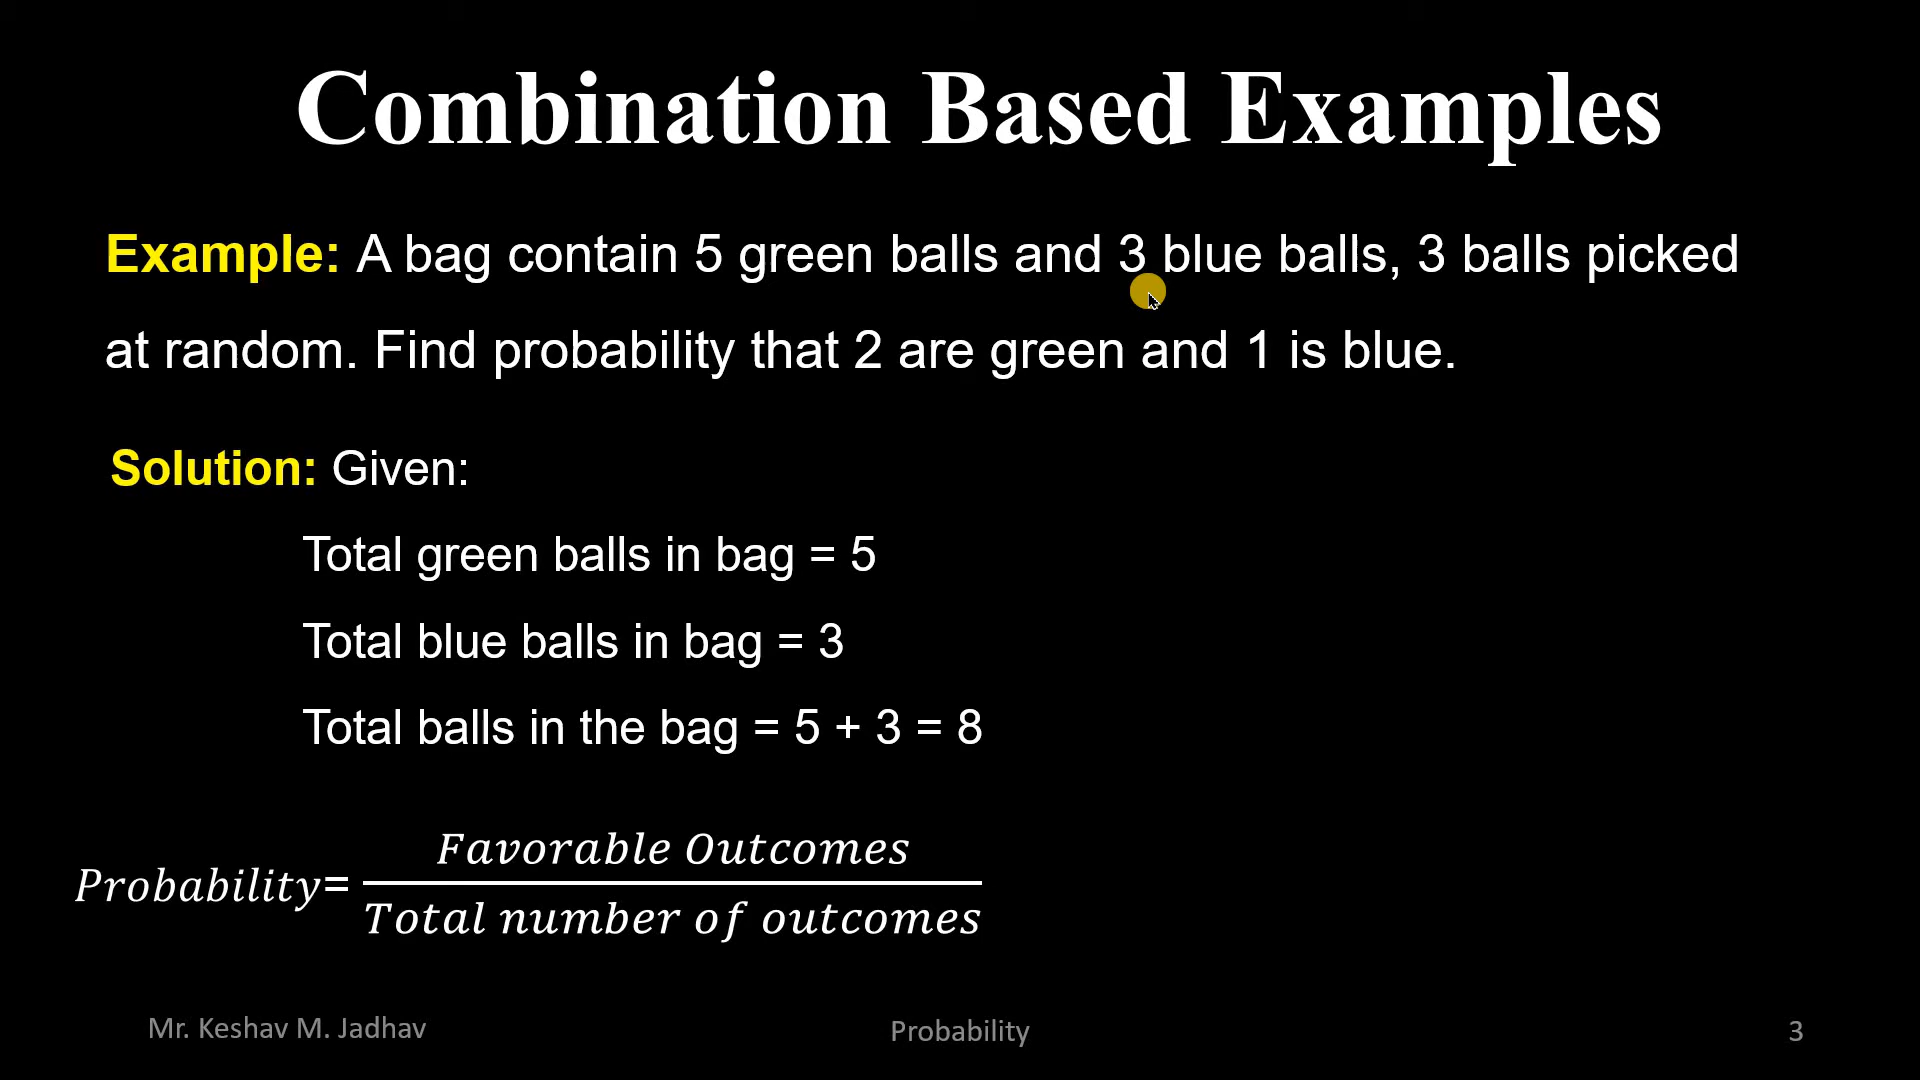 Combination Based Examples
Example: A bag contain 5 green balls and 3 blue balls, 3 balls picked
at random. Find probability that 2 are green and 1 is blue.
Solution: Given:
Total green balls in bag = 5
Total blue balls in bag = 3
Total balls in the bag = 5 + 3 = 8
Probability= Favorable Outcomes
Total number of outcomes
Mr. Keshav M. Jadhav
Probability
3